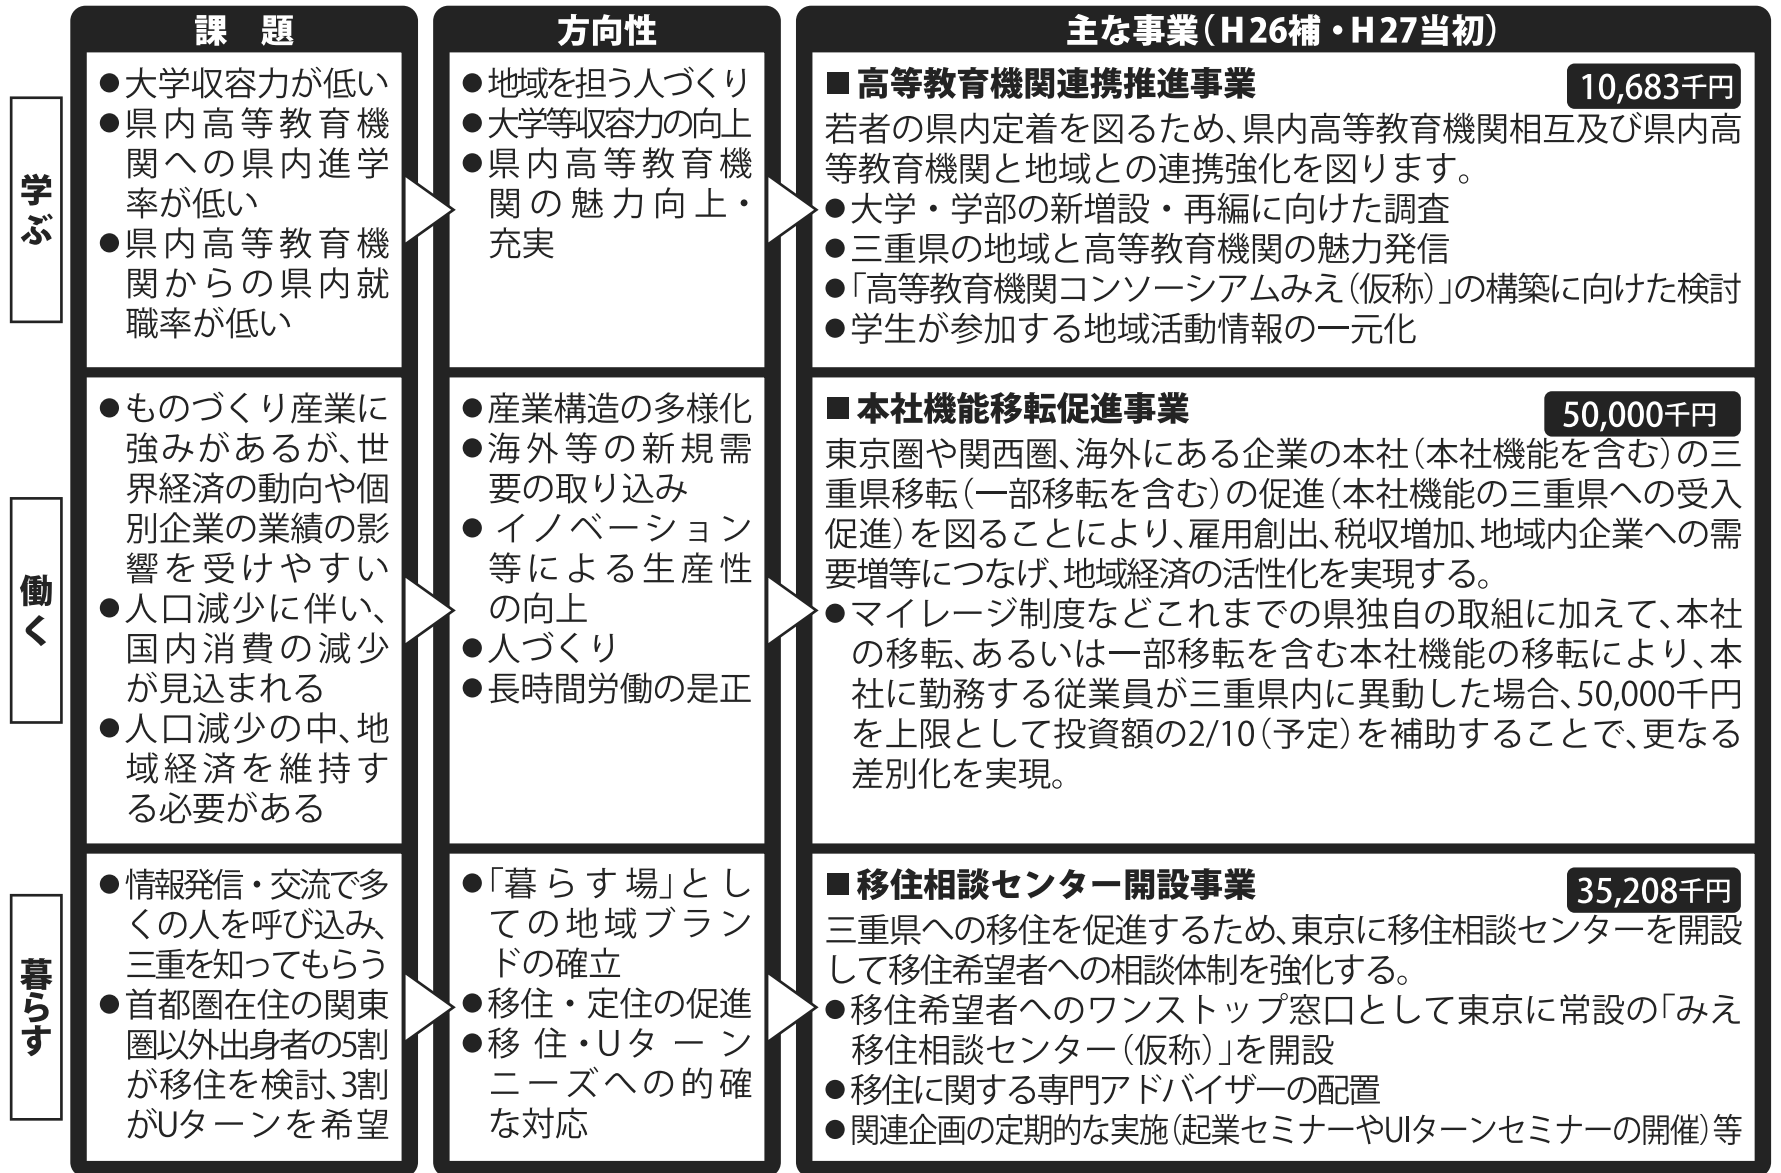 課　題
方向性
主な事業（H26補・H27当初）
学ぶ
●大学収容力が低い
●県内高等教育機
関への県内進学
率が低い
●県内高等教育機
関からの県内就
職率が低い
●地域を担う人づくり
●大学等収容力の向上
●県内高等教育機
関の魅力向上・
充実
■高等教育機関連携推進事業
10,683千円
若者の県内定着を図るため、県内高等教育機関相互及び県内高
等教育機関と地域との連携強化を図ります。
●大学・学部の新増設・再編に向けた調査
●三重県の地域と高等教育機関の魅力発信
●「高等教育機関コンソーシアムみえ（仮称）」の構築に向けた検討
●学生が参加する地域活動情報の一元化
働く
●ものづくり産業に
強みがあるが、世
界経済の動向や個
別企業の業績の影
響を受けやすい
●人口減少に伴い、
国内消費の減少
が見込まれる
●人口減少の中、地
域経済を維持す
る必要がある
●産業構造の多様化
●海外等の新規需
要の取り込み
●イノベーション
等による生産性
の向上
●人づくり
●長時間労働の是正
■本社機能移転促進事業
50,000千円
東京圏や関西圏、海外にある企業の本社（本社機能を含む）の三
重県移転（一部移転を含む）の促進（本社機能の三重県への受入
促進）を図ることにより、雇用創出、税収増加、地域内企業への需
要増等につなげ、地域経済の活性化を実現する。
●マイレージ制度などこれまでの県独自の取組に加えて、本社
の移転、あるいは一部移転を含む本社機能の移転により、本
社に勤務する従業員が三重県内に異動した場合、50,000千円
を上限として投資額の2/10（予定）を補助することで、更なる
差別化を実現。
暮らす
●情報発信・交流で多
くの人を呼び込み、
三重を知ってもらう
●首都圏在住の関東
圏以外出身者の5割
が移住を検討、3割
がUターンを希望
●「暮らす場」とし
ての地域ブラン
ドの確立
●移住・定住の促進
●移住・Uターン
ニーズへの的確
な対応
■移住相談センター開設事業
35,208千円
三重県への移住を促進するため、東京に移住相談センターを開設
して移住希望者への相談体制を強化する。
●移住希望者へのワンストップ窓口として東京に常設の「みえ
移住相談センター（仮称）」を開設
●移住に関する専門アドバイザーの配置
●関連企画の定期的な実施（起業セミナーやUIターンセミナーの開催）等